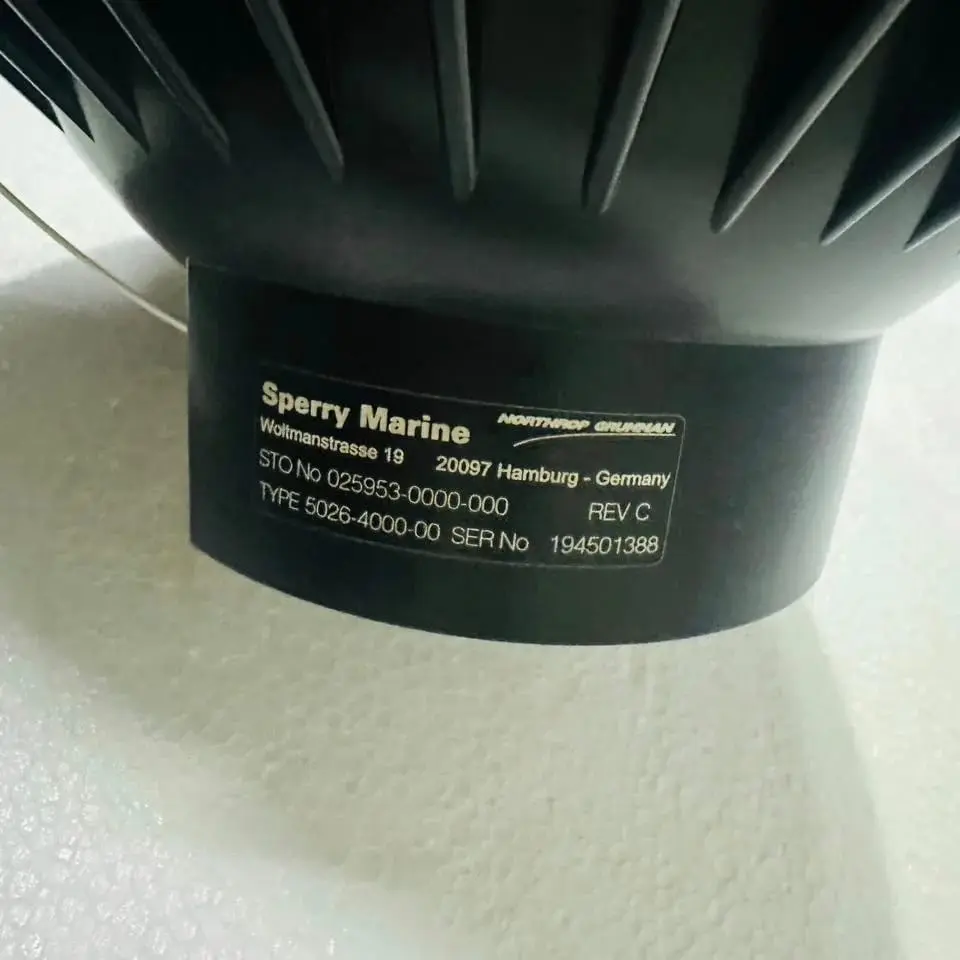 Sperry Marine NORTHROP GRUMMAN
Woltmanstrasse 19 20097 Hamburg - Germany
STO No 025953-0000-000 REV C
TYPE 5026-4000-00 SER No 194501388